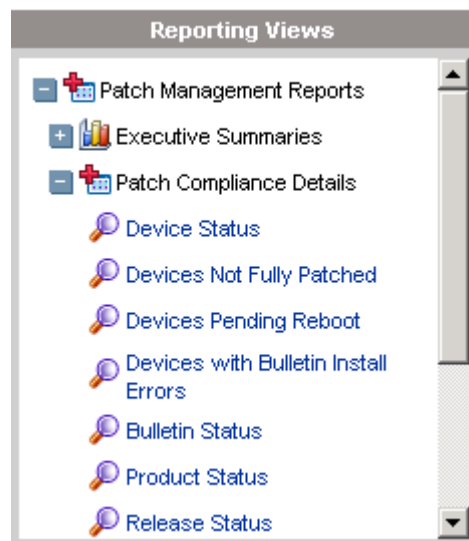 Reporting Views
Patch Management Reports
Executive Summaries
Patch Compliance Details
Device Status
Devices Not Fully Patched
Devices Pending Reboot
Devices with Bulletin Install
Errors
Bulletin Status
Product Status
Release Status